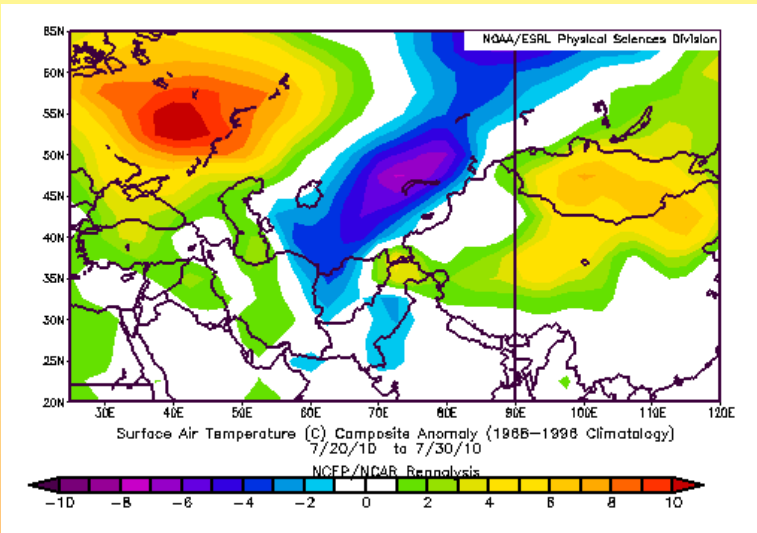 65N
NOAA/ESRL Physical Sciences Division
60N
55N
50N
45N
40N
35N
30N
25N
20N
30E 40E 50E 60E 70E 80E 90E 100E 110E 120E
Surface Air Temperature (C) Composite Anomaly (1968–1996 Climatology)
7/20/10 to 7/30/10
NCEP/NCAR Reanalysis
−10 −8 −6 −4 −2 0 2 4 6 8 10